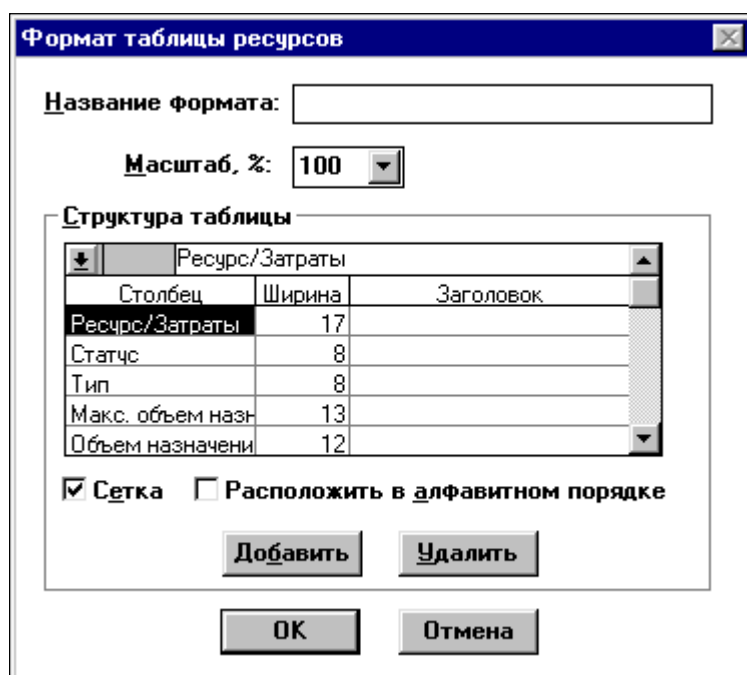 Формат таблицы ресурсов
Название формата:
Масштаб, %: 100
Структура таблицы
Ресурс/Затраты
Столбец Ширина Заголовок
Ресурс/Затраты 17
Статус 8
Тип 8
Макс. объем назн 13
Объем назначени 12
Сетка Расположить в алфавитном порядке
Добавить Удалить
OK Отмена